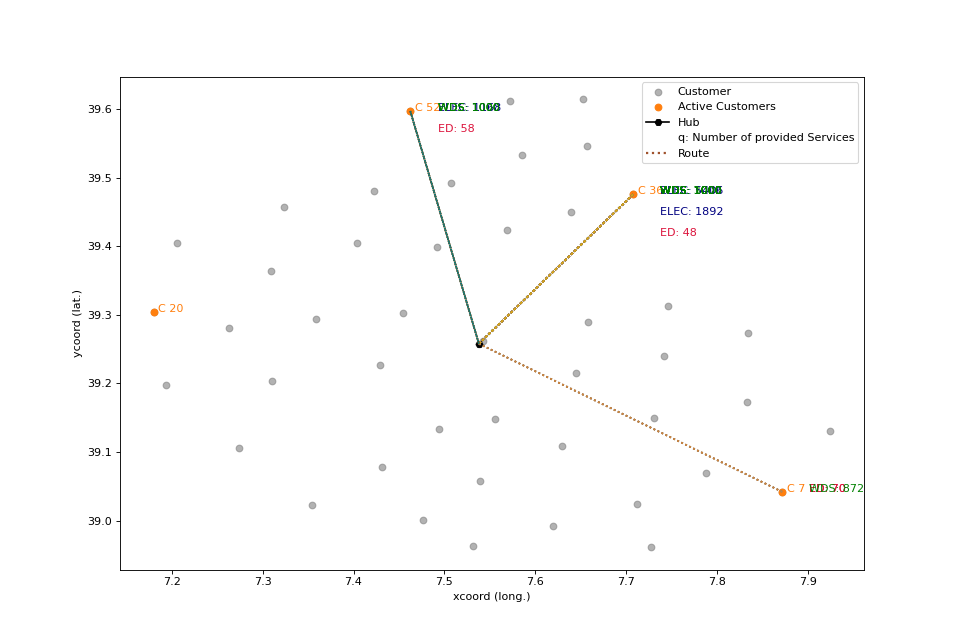 Customer
Active Customers
Hub
q: Number of provided Services
Route
39.6
39.5
39.4
39.3
39.2
39.1
39.0
ycoord (lat.)
7.2
7.3
7.4
7.5
7.6
7.7
7.8
7.9
xcoord (long.)
ED: 58
C 36
ELEC: 1892
ED: 48
C 20
C 7